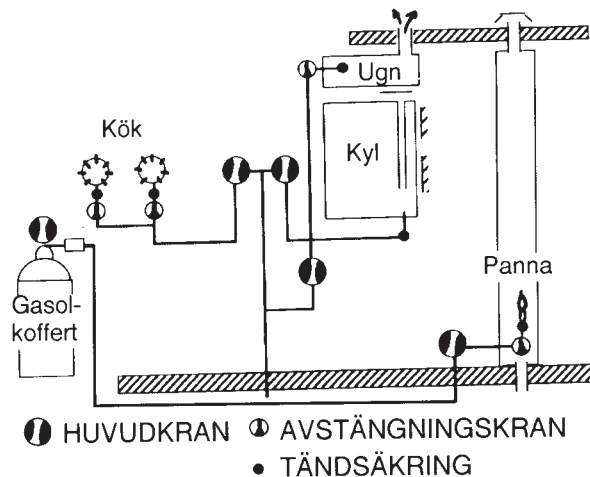 Ugn
Kök
Kyl
Panna
Gasol-
koffert
HUVUDKRAN
AVSTÄNGNINGSKRAN
TÄNDSÄKRING